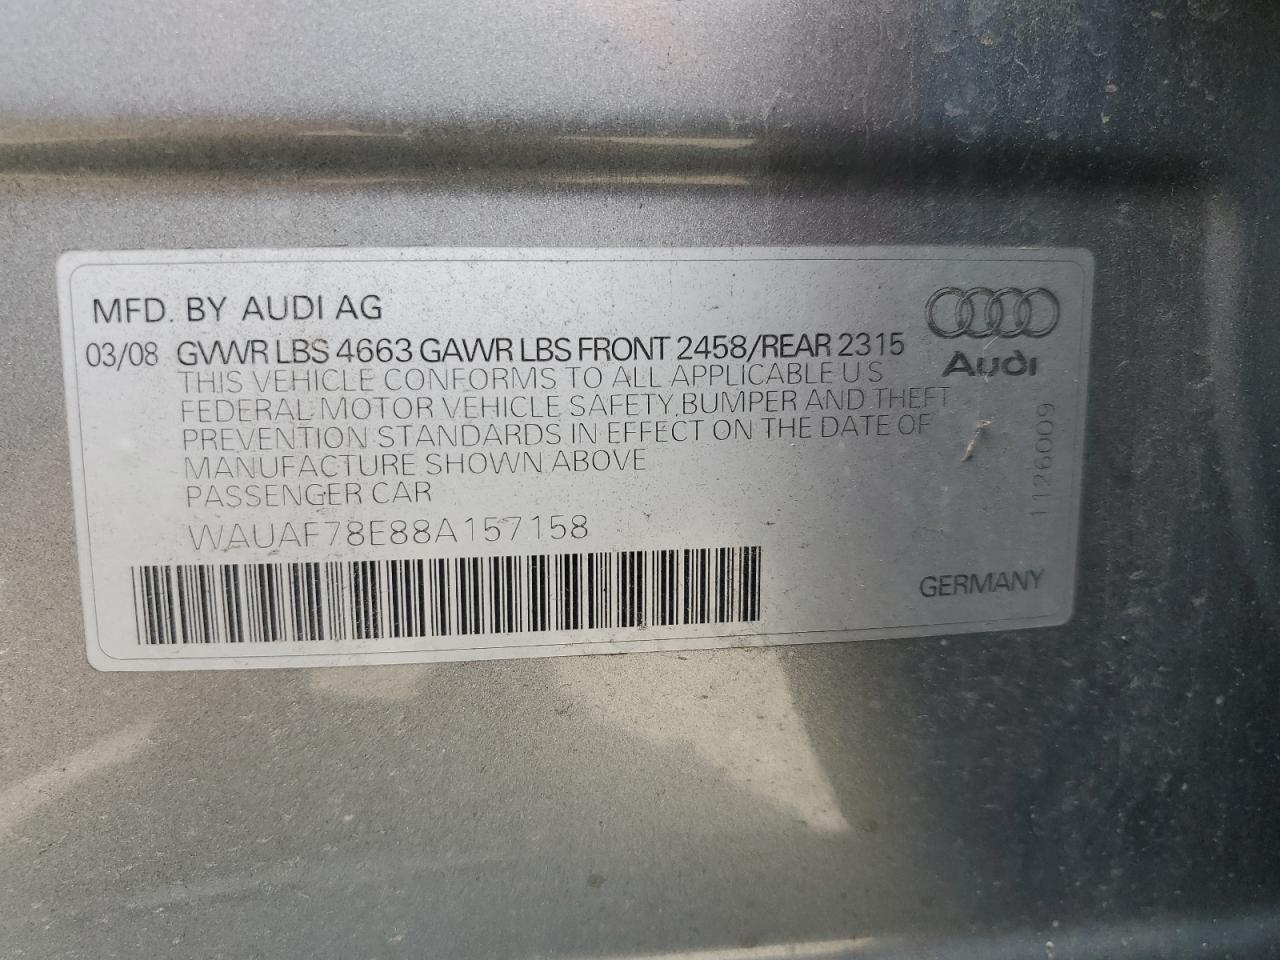 MFD. BY AUDI AG
03/08 GVWR LBS 4663 GAWR LBS FRONT 2458/REAR 2315
Audi
THIS VEHICLE CONFORMS TO ALL APPLICABLE U S
FEDERAL MOTOR VEHICLE SAFETY, BUMPER AND THEFT
PREVENTION STANDARDS IN EFFECT ON THE DATE OF
MANUFACTURE SHOWN ABOVE
PASSENGER CAR
WAUAF78E88A157158
1126009
GERMANY